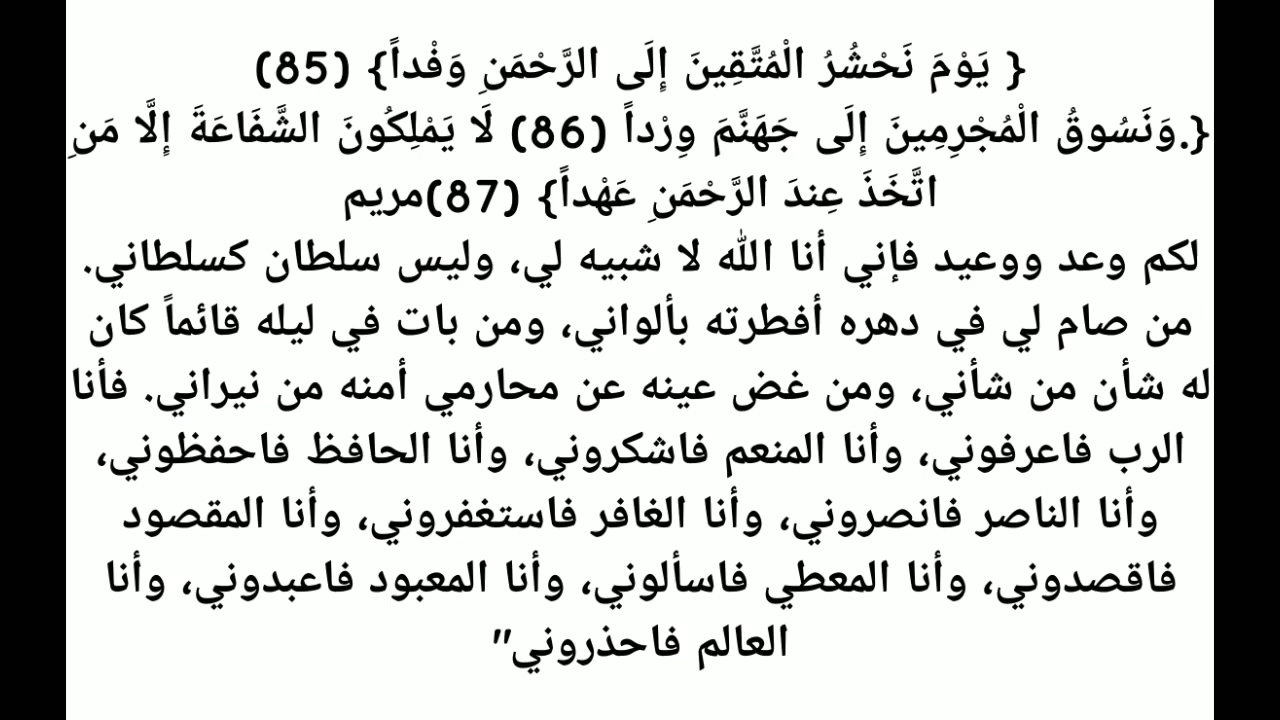 { يَوْمَ نَحْشُرُ الْمُتَّقِينَ إِلَى الرَّحْمَنِ وَفْداً} (85)
{.وَنَسُوقُ الْمُجْرِمِينَ إِلَى جَهَنَّمَ وِرْداً (86) لَا يَمْلِكُونَ الشَّفَاعَةَ إِلَّا مَنِ
اتَّخَذَ عِندَ الرَّحْمَنِ عَهْداً} (87)مريم
لكم وعد ووعيد فإني أنا الله لا شبيه لي، وليس سلطان كسلطاني.
من صام لي في دهره أفطرته بألواني، ومن بات في ليله قائماً كان
له شأن من شأني، ومن غض عينه عن محارمي أمنه من نيراني. فأنا
الرب فاعرفوني، وأنا المنعم فاشكروني، وأنا الحافظ فاحفظوني،
وأنا الناصر فانصروني، وأنا الغافر فاستغفروني، وأنا المقصود
فاقصدوني، وأنا المعطي فاسألوني، وأنا المعبود فاعبدوني، وأنا
العالم فاحذروني"